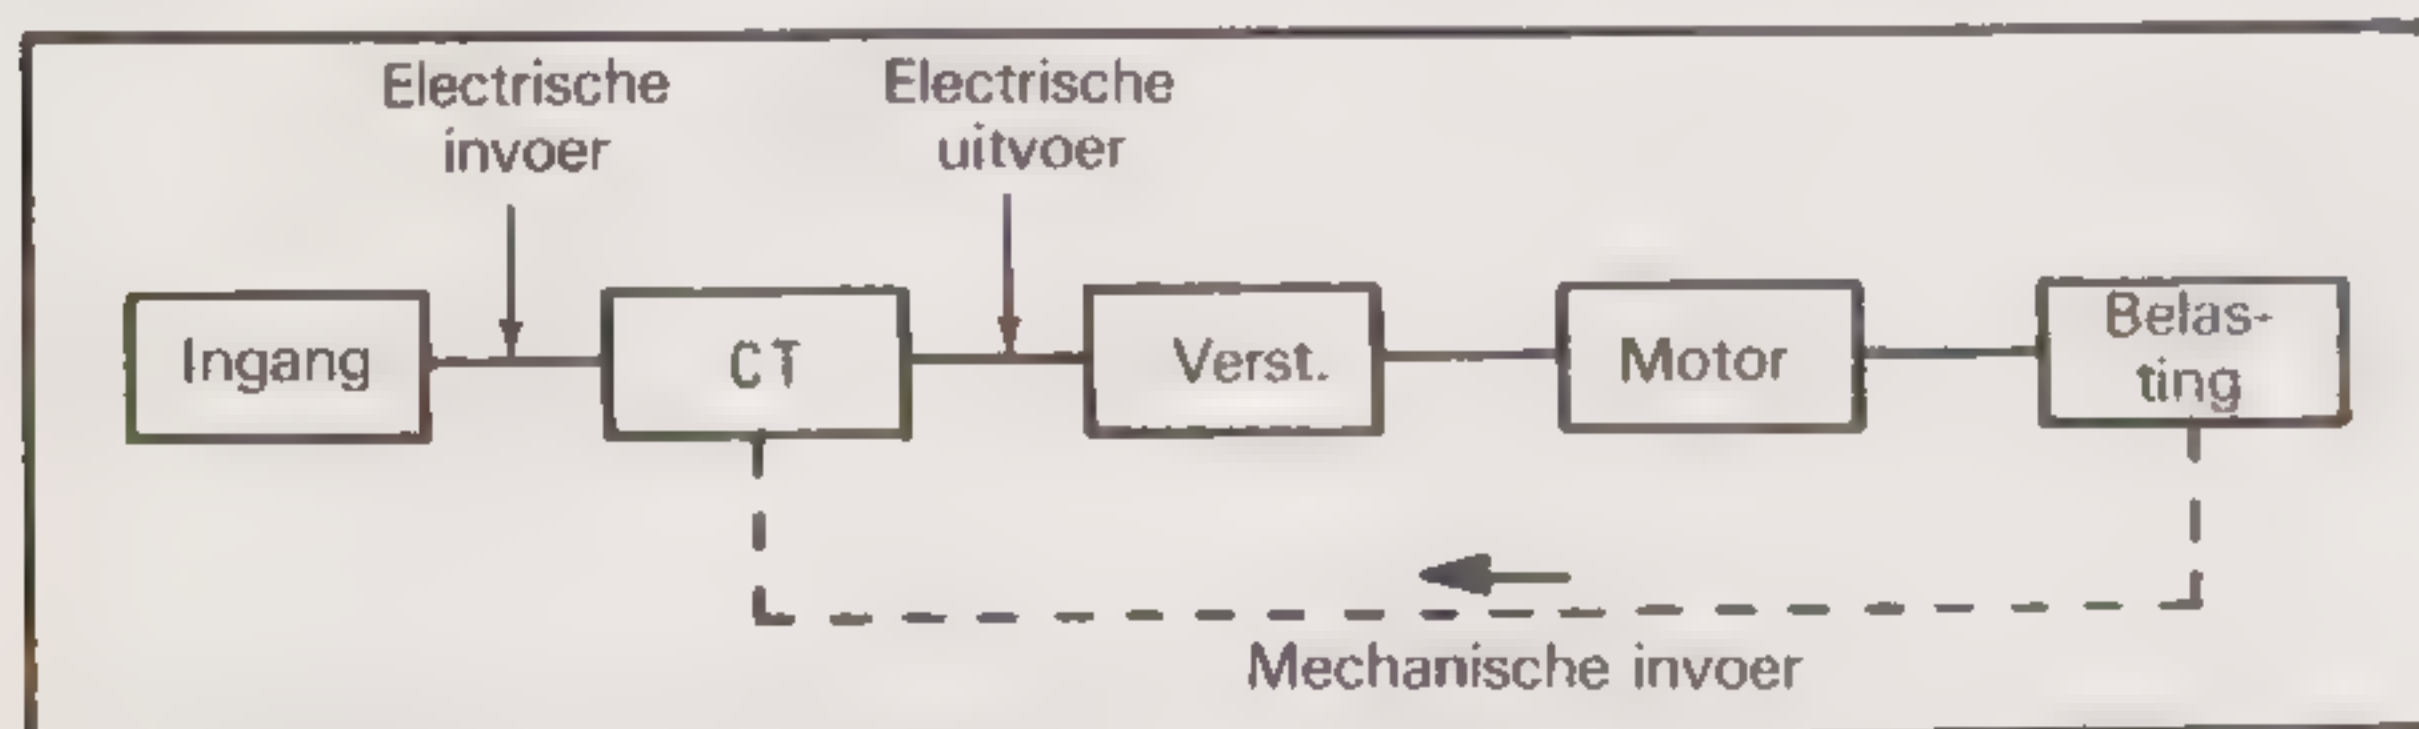 Electrische
invoer
Electrische
uitvoer
Ingang
CT
Verst.
Motor
Belas-
ting
Mechanische invoer